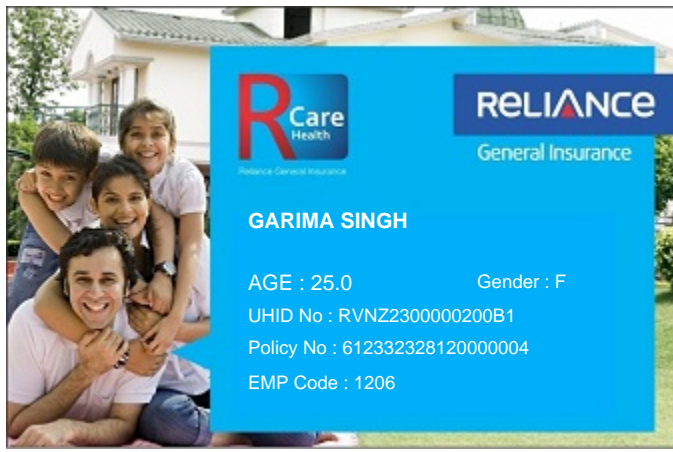 R Care
Health
Reliance General Insurance
RELIANCE
General Insurance
GARIMA SINGH
AGE : 25.0 Gender : F
UHID No : RVNZ2300000200B1
Policy No : 612332328120000004
EMP Code : 1206